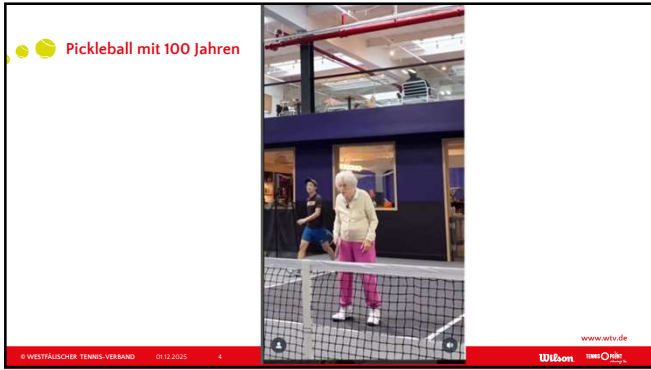 Pickleball mit 100 Jahren
www.wtv.de
© WESTFÄLISCHER TENNIS-VERBAND 01.12.2025 4
Wilson TENNIS POINT